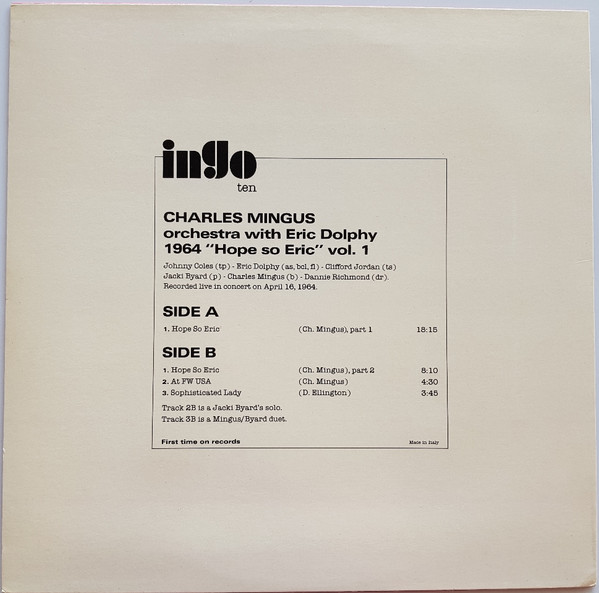 ingo
ten
CHARLES MINGUS
orchestra with Eric Dolphy
1964 "Hope so Eric" vol. 1
Johnny Coles (tp) - Eric Dolphy (as, bcl, fl) - Clifford Jordan (ts)
Jacki Byard (p) - Charles Mingus (b) - Dannie Richmond (dr).
Recorded live in concert on April 16, 1964.
SIDE A
1. Hope So Eric (Ch. Mingus), part 1 18:15
SIDE B
1. Hope So Eric (Ch. Mingus), part 2 8:10
2. At FW USA (Ch. Mingus) 4:30
3. Sophisticated Lady (D. Ellington) 3:45
Track 2B is a Jacki Byard's solo.
Track 3B is a Mingus/Byard duet.
First time on records Made in Italy